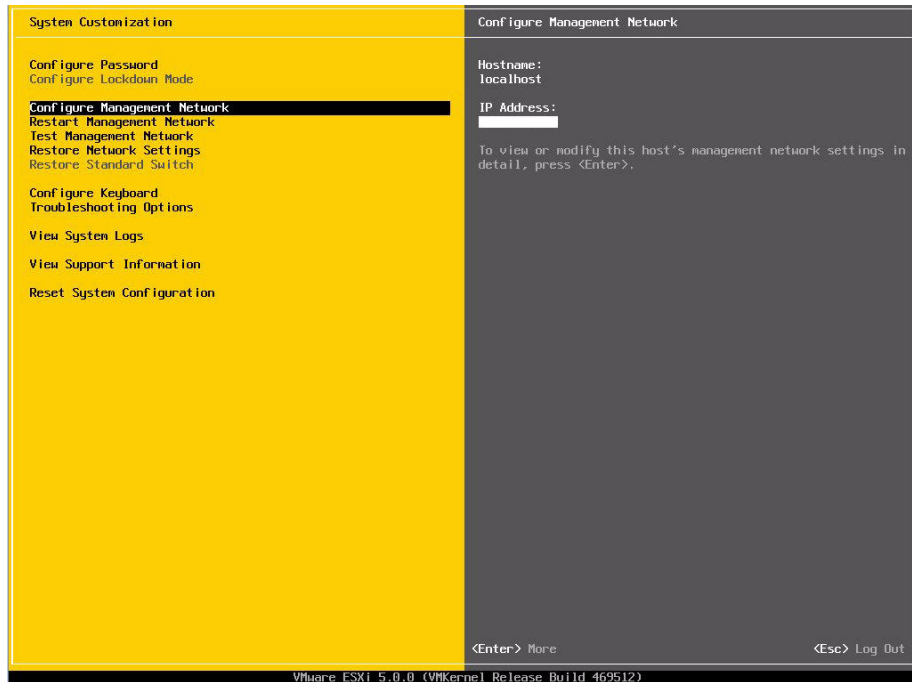 System Customization
Configure Password
Configure Lockdown Mode
Configure Management Network
Restart Management Network
Test Management Network
Restore Network Settings
Restore Standard Switch
Configure Keyboard
Troubleshooting Options
View System Logs
View Support Information
Reset System Configuration
Configure Management Network
Hostname:
localhost
IP Address:
To view or modify this host's management network settings in
detail, press <Enter>.
<Enter> More
<Esc> Log Out
VMware ESXi 5.0.0 (VMKernel Release Build 469512)